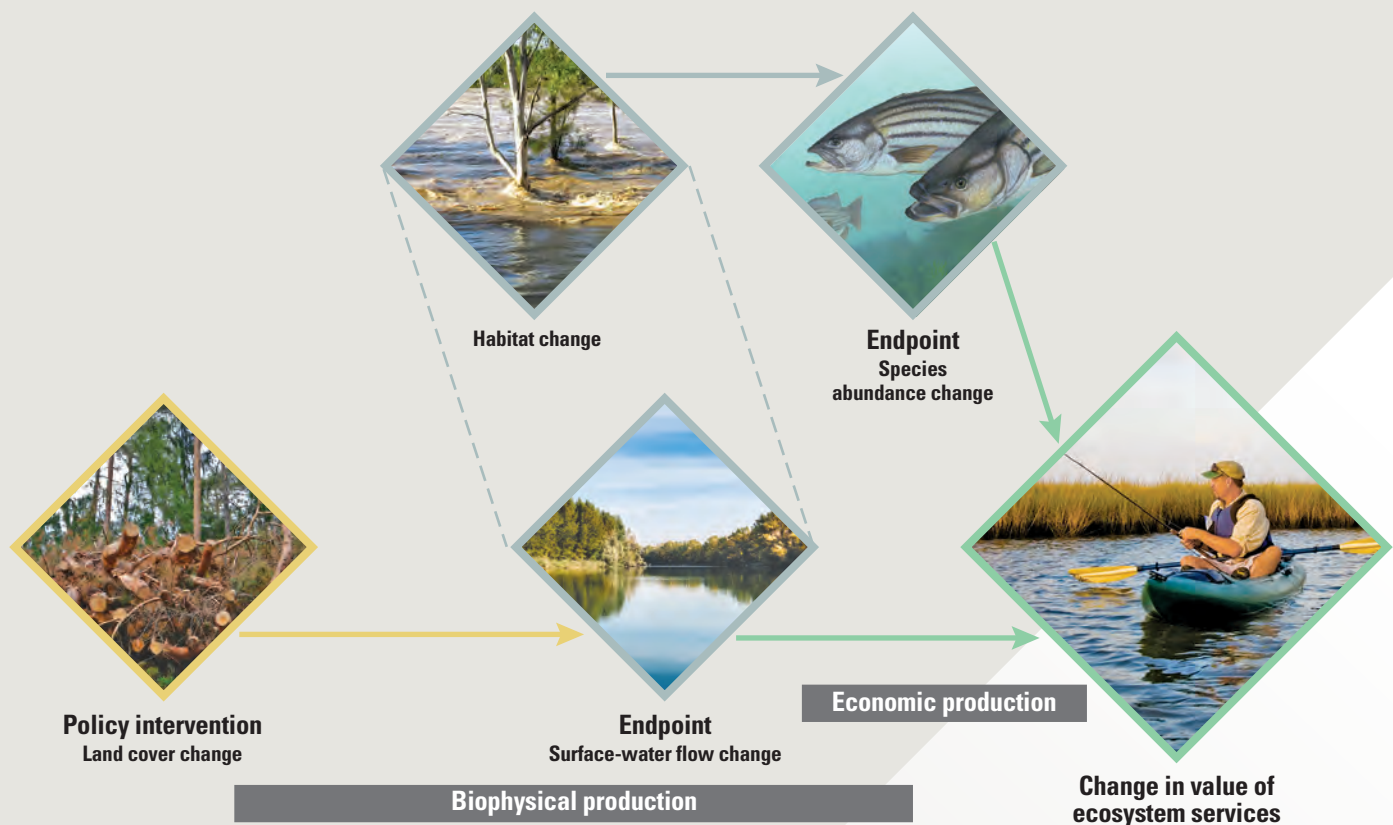 Habitat change
Endpoint
Species
abundance change
Policy intervention
Land cover change
Endpoint
Surface-water flow change
Economic production
Biophysical production
Change in value of
ecosystem services